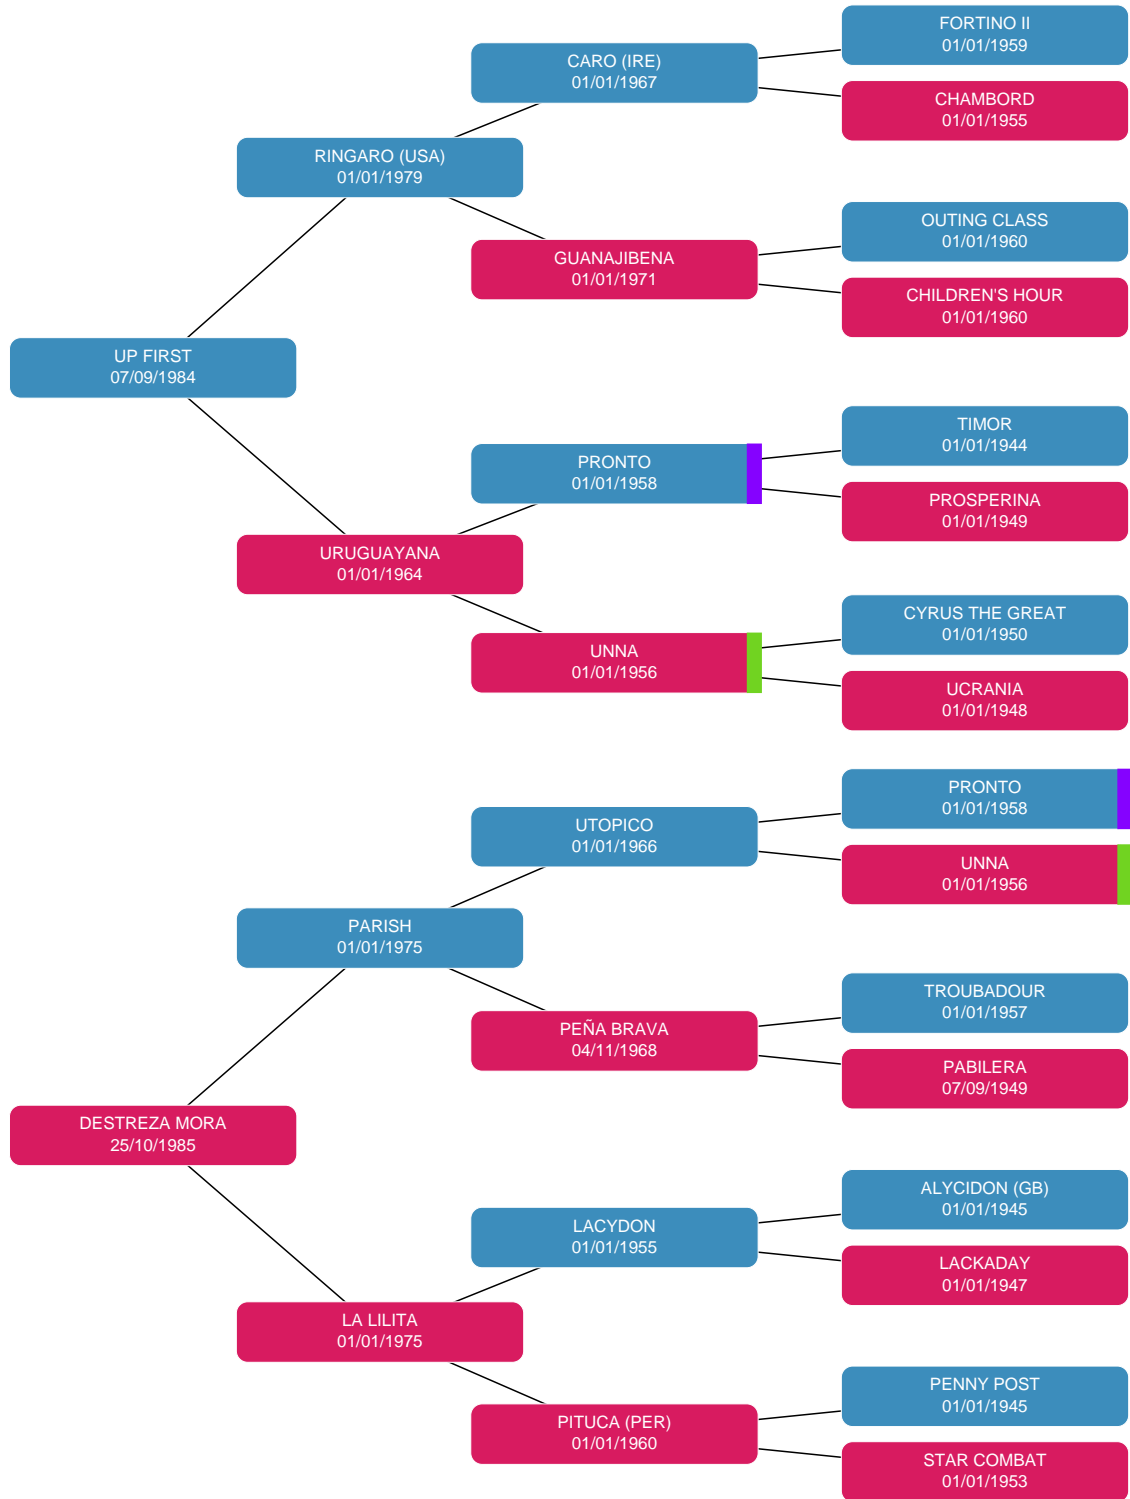 FORTINO II
01/01/1959
CARO (IRE)
01/01/1967
CHAMBORD
01/01/1955
RINGARO (USA)
01/01/1979
OUTING CLASS
01/01/1960
GUANAJIBENA
01/01/1971
CHILDREN'S HOUR
01/01/1960
UP FIRST
07/09/1984
TIMOR
01/01/1944
PRONTO
01/01/1958
PROSPERINA
01/01/1949
URUGUAYANA
01/01/1964
CYRUS THE GREAT
01/01/1950
UNNA
01/01/1956
UCRANIA
01/01/1948
PRONTO
01/01/1958
UTOPICO
01/01/1966
UNNA
01/01/1956
PARISH
01/01/1975
TROUBADOUR
01/01/1957
PEÑA BRAVA
04/11/1968
PABILERA
07/09/1949
DESTREZA MORA
25/10/1985
ALYCIDON (GB)
01/01/1945
LACYDON
01/01/1955
LACKADAY
01/01/1947
LA LILITA
01/01/1975
PENNY POST
01/01/1945
PITUCA (PER)
01/01/1960
STAR COMBAT
01/01/1953